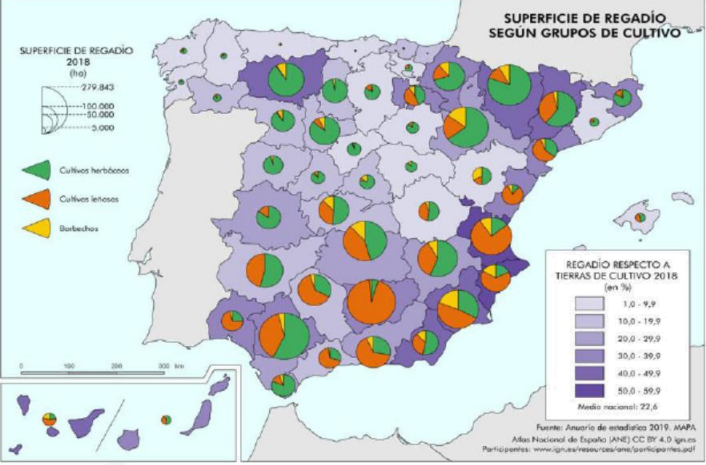 SUPERFICIE DE REGADÍO
SEGÚN GRUPOS DE CULTIVO
SUPERFICIE DE REGADÍO
2018
(ha)
279.843
100.000
50.000
5.000
Cultivos herbáceos
Cultivos leñosos
Barbechos
REGADÍO RESPECTO A
TIERRAS DE CULTIVO 2018
(en %)
1,0 - 9,9
10,0 - 19,9
20,0 - 29,9
30,0 - 39,9
40,0 - 49,9
50,0 - 59,9
Media nacional: 22,6
0 100 200 300 km
Fuente: Anuario de estadística 2019. MAPA
Atlas Nacional de España (ANE) CC BY 4.0 ign.es
Participantes: www.ign.es/resources/ane/participantes.pdf